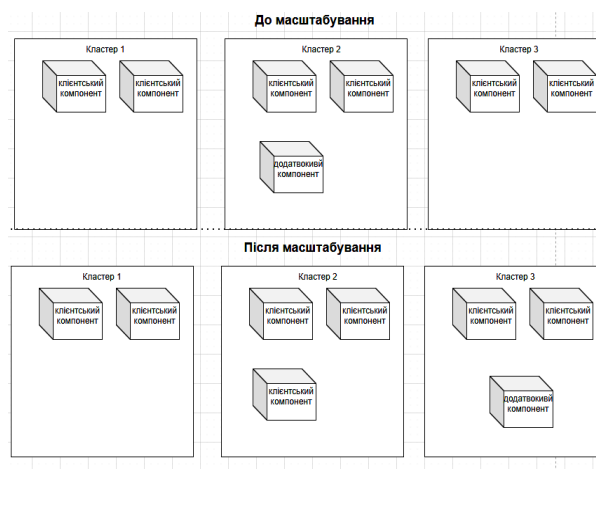 До масштабування
Кластер 1
Кластер 2
Кластер 3
клієнтський
компонент
клієнтський
компонент
клієнтський
компонент
клієнтський
компонент
клієнтський
компонент
клієнтський
компонент
додатвокивй
компонент
Після масштабування
Кластер 1
Кластер 2
Кластер 3
клієнтський
компонент
клієнтський
компонент
клієнтський
компонент
клієнтський
компонент
клієнтський
компонент
клієнтський
компонент
клієнтський
компонент
додатвокивй
компонент